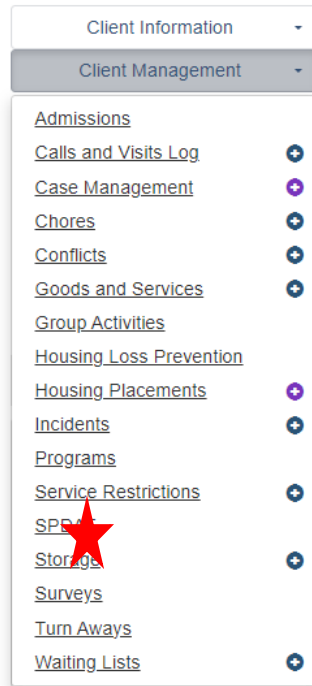 Client Information
Client Management
Admissions
Calls and Visits Log
Case Management
Chores
Conflicts
Goods and Services
Group Activities
Housing Loss Prevention
Housing Placements
Incidents
Programs
Service Restrictions
SPDAT
Storage
Surveys
Turn Aways
Waiting Lists